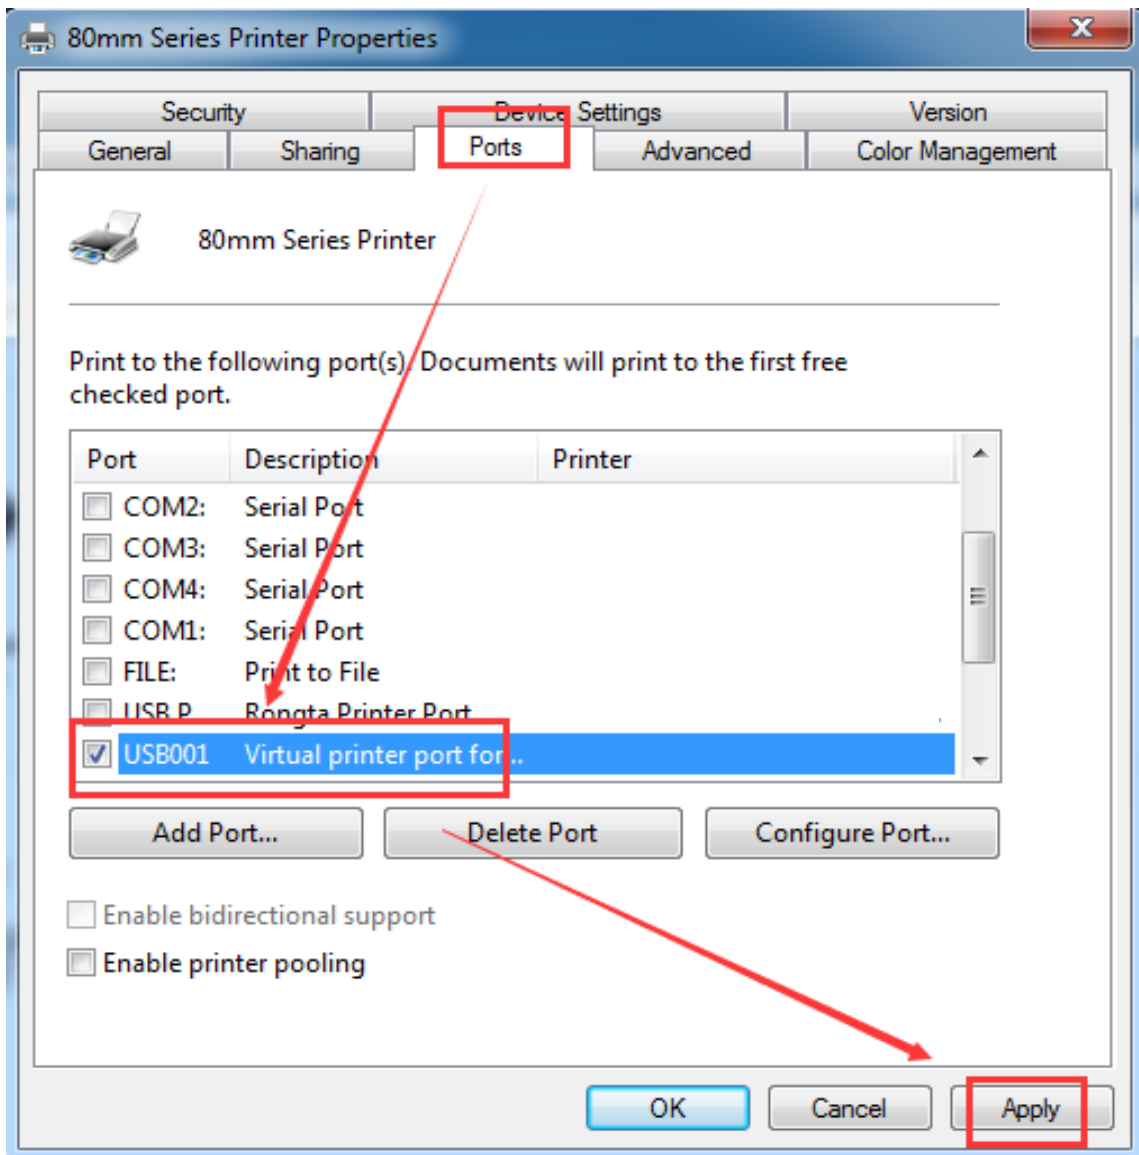 80mm Series Printer Properties
Security Device Settings Version
General Sharing Ports Advanced Color Management
80mm Series Printer
Print to the following port(s). Documents will print to the first free
checked port.
Port Description Printer
COM2: Serial Port
COM3: Serial Port
COM4: Serial Port
COM1: Serial Port
FILE: Print to File
USB P Rongta Printer Port
USB001 Virtual printer port for...
Add Port... Delete Port Configure Port...
Enable bidirectional support
Enable printer pooling
OK Cancel Apply